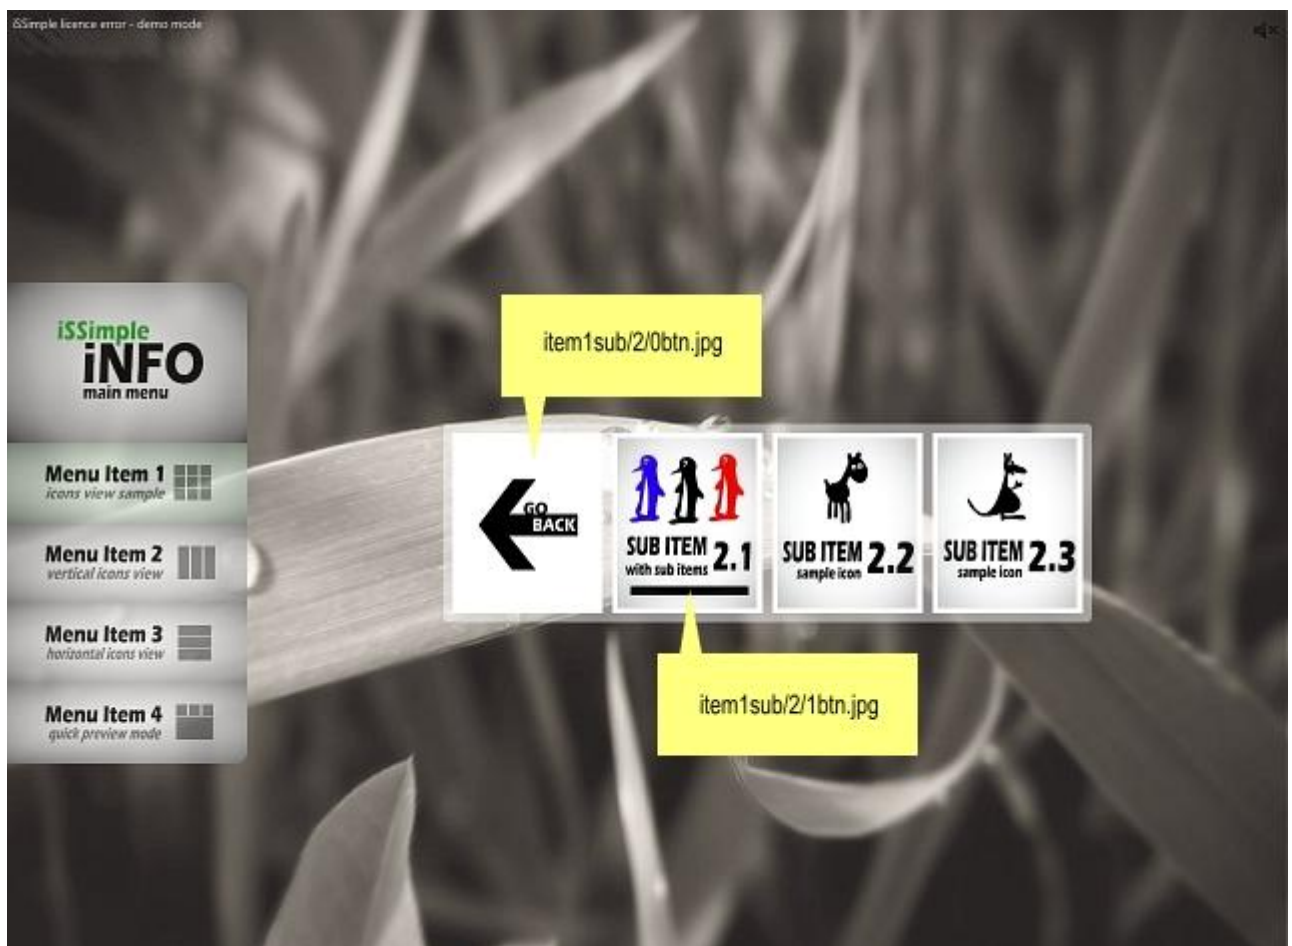 iSSimple licence error - demo mode
iSSimple
iNFO
main menu
Menu Item 1
icons view sample
Menu Item 2
vertical icons view
Menu Item 3
horizontal icons view
Menu Item 4
quick preview mode
item1sub/2/0btn.jpg
GO
BACK
SUB ITEM 2.1
with sub items
SUB ITEM 2.2
sample icon
SUB ITEM 2.3
sample icon
item1sub/2/1btn.jpg